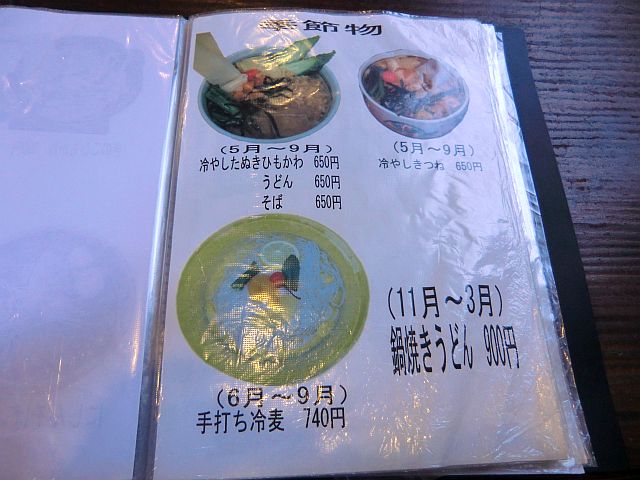 季節物
(5月～9月)
冷やしたぬきひもかわ 650円
うどん 650円
そば 650円
(5月～9月)
冷やしきつね 650円
(11月～3月)
鍋焼きうどん 900円
(6月～9月)
手打ち冷麦 740円